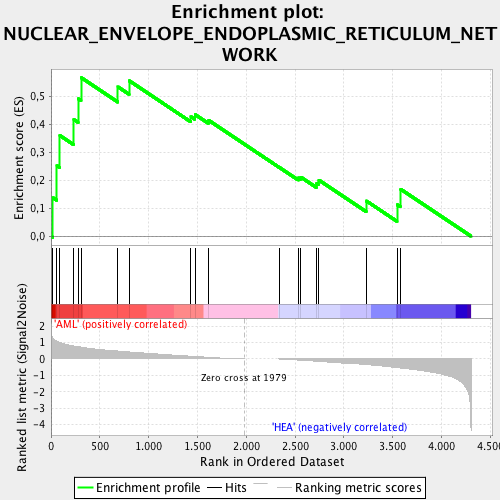 Enrichment plot:
NUCLEAR_ENVELOPE_ENDOPLASMIC_RETICULUM_NET
WORK
Enrichment score (ES)
0,5
0,4
0,3
0,2
0,1
0,0
'AML' (positively correlated)
Ranked list metric (Signal2Noise)
2
1
0
-1
-2
-3
-4
Zero cross at 1979
'HEA' (negatively correlated)
0 500 1.000 1.500 2.000 2.500 3.000 3.500 4.000 4.500
Rank in Ordered Dataset
Enrichment profile Hits Ranking metric scores